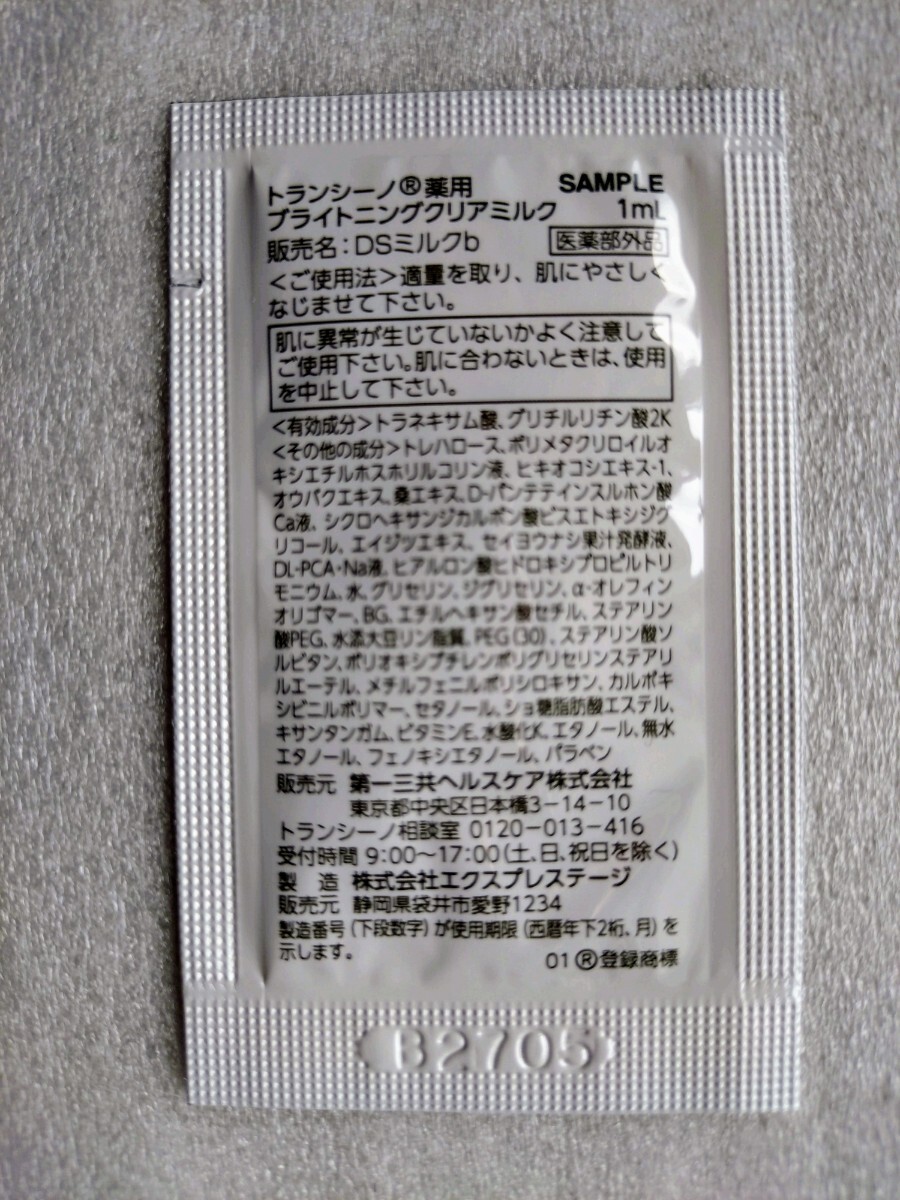 トランシーノ®薬用 SAMPLE
ブライトニングクリアミルク 1mL
販売名:DSミルクb 医薬部外品
<ご使用法>適量を取り、肌にやさしく
なじませて下さい。
肌に異常が生じていないかよく注意して
ご使用下さい。肌に合わないときは、使用
を中止して下さい。
<有効成分>トラネキサム酸、グリチルリチン酸2K
<その他の成分>トレハロース、ポリメタクリロイルオ
キシエチルホスホリルコリン液、ヒキオコシエキス-1、
オウバクエキス、桑エキス、D-パンテテインスルホン酸
Ca液、シクロヘキサンジカルボン酸ビスエトキシジグ
リコール、エイジツエキス、セイヨウナシ果汁発酵液、
DL-PCA・Na液、ヒアルロン酸ヒドロキシプロピルトリ
モニウム、水、グリセリン、ジグリセリン、α-オレフィン
オリゴマー、BG、エチルヘキサン酸セチル、ステアリン
酸PEG、水添大豆リン脂質、PEG(30)、ステアリン酸ソ
ルビタン、ポリオキシブチレンポリグリセリンステアリ
ルエーテル、メチルフェニルポリシロキサン、カルボキ
シビニルポリマー、セタノール、ショ糖脂肪酸エステル、
キサンタンガム、ビタミンE、水酸化K、エタノール、無水
エタノール、フェノキシエタノール、パラベン
販売元 第一三共ヘルスケア株式会社
東京都中央区日本橋3-14-10
トランシーノ相談室 0120-013-416
受付時間 9:00~17:00(土、日、祝日を除く)
製 造 株式会社エクスプレステージ
販売元 静岡県袋井市愛野1234
製造番号(下段数字)が使用期限(西暦年下2桁、月)を
示します。
01 ®登録商標
B2705